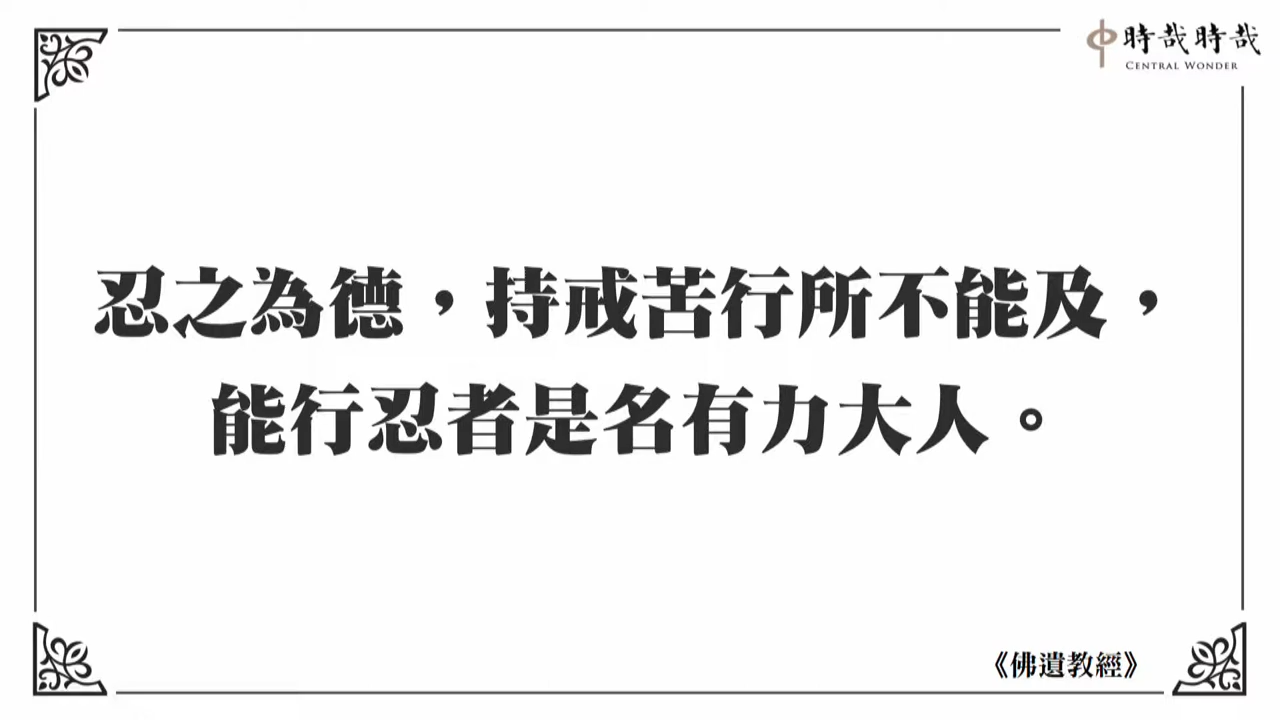 時哉時哉
CENTRAL WONDER
忍之為德，持戒苦行所不能及，
能行忍者是名有力大人。
《佛遺教經》